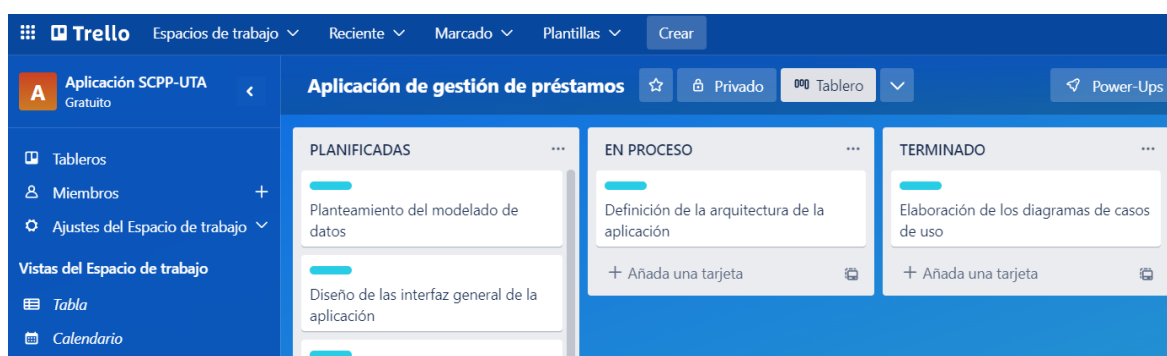 Trello Espacios de trabajo Reciente Marcado Plantillas Crear
A Aplicación SCPP-UTA
Gratuito
Aplicación de gestión de préstamos Privado Tablero Power-Ups
Tableros
Miembros +
Ajustes del Espacio de trabajo
Vistas del Espacio de trabajo
Tabla
Calendario
PLANIFICADAS ...
Planteamiento del modelado de
datos
Diseño de las interfaz general de la
aplicación
EN PROCESO ...
Definición de la arquitectura de la
aplicación
+ Añada una tarjeta
TERMINADO ...
Elaboración de los diagramas de casos
de uso
+ Añada una tarjeta